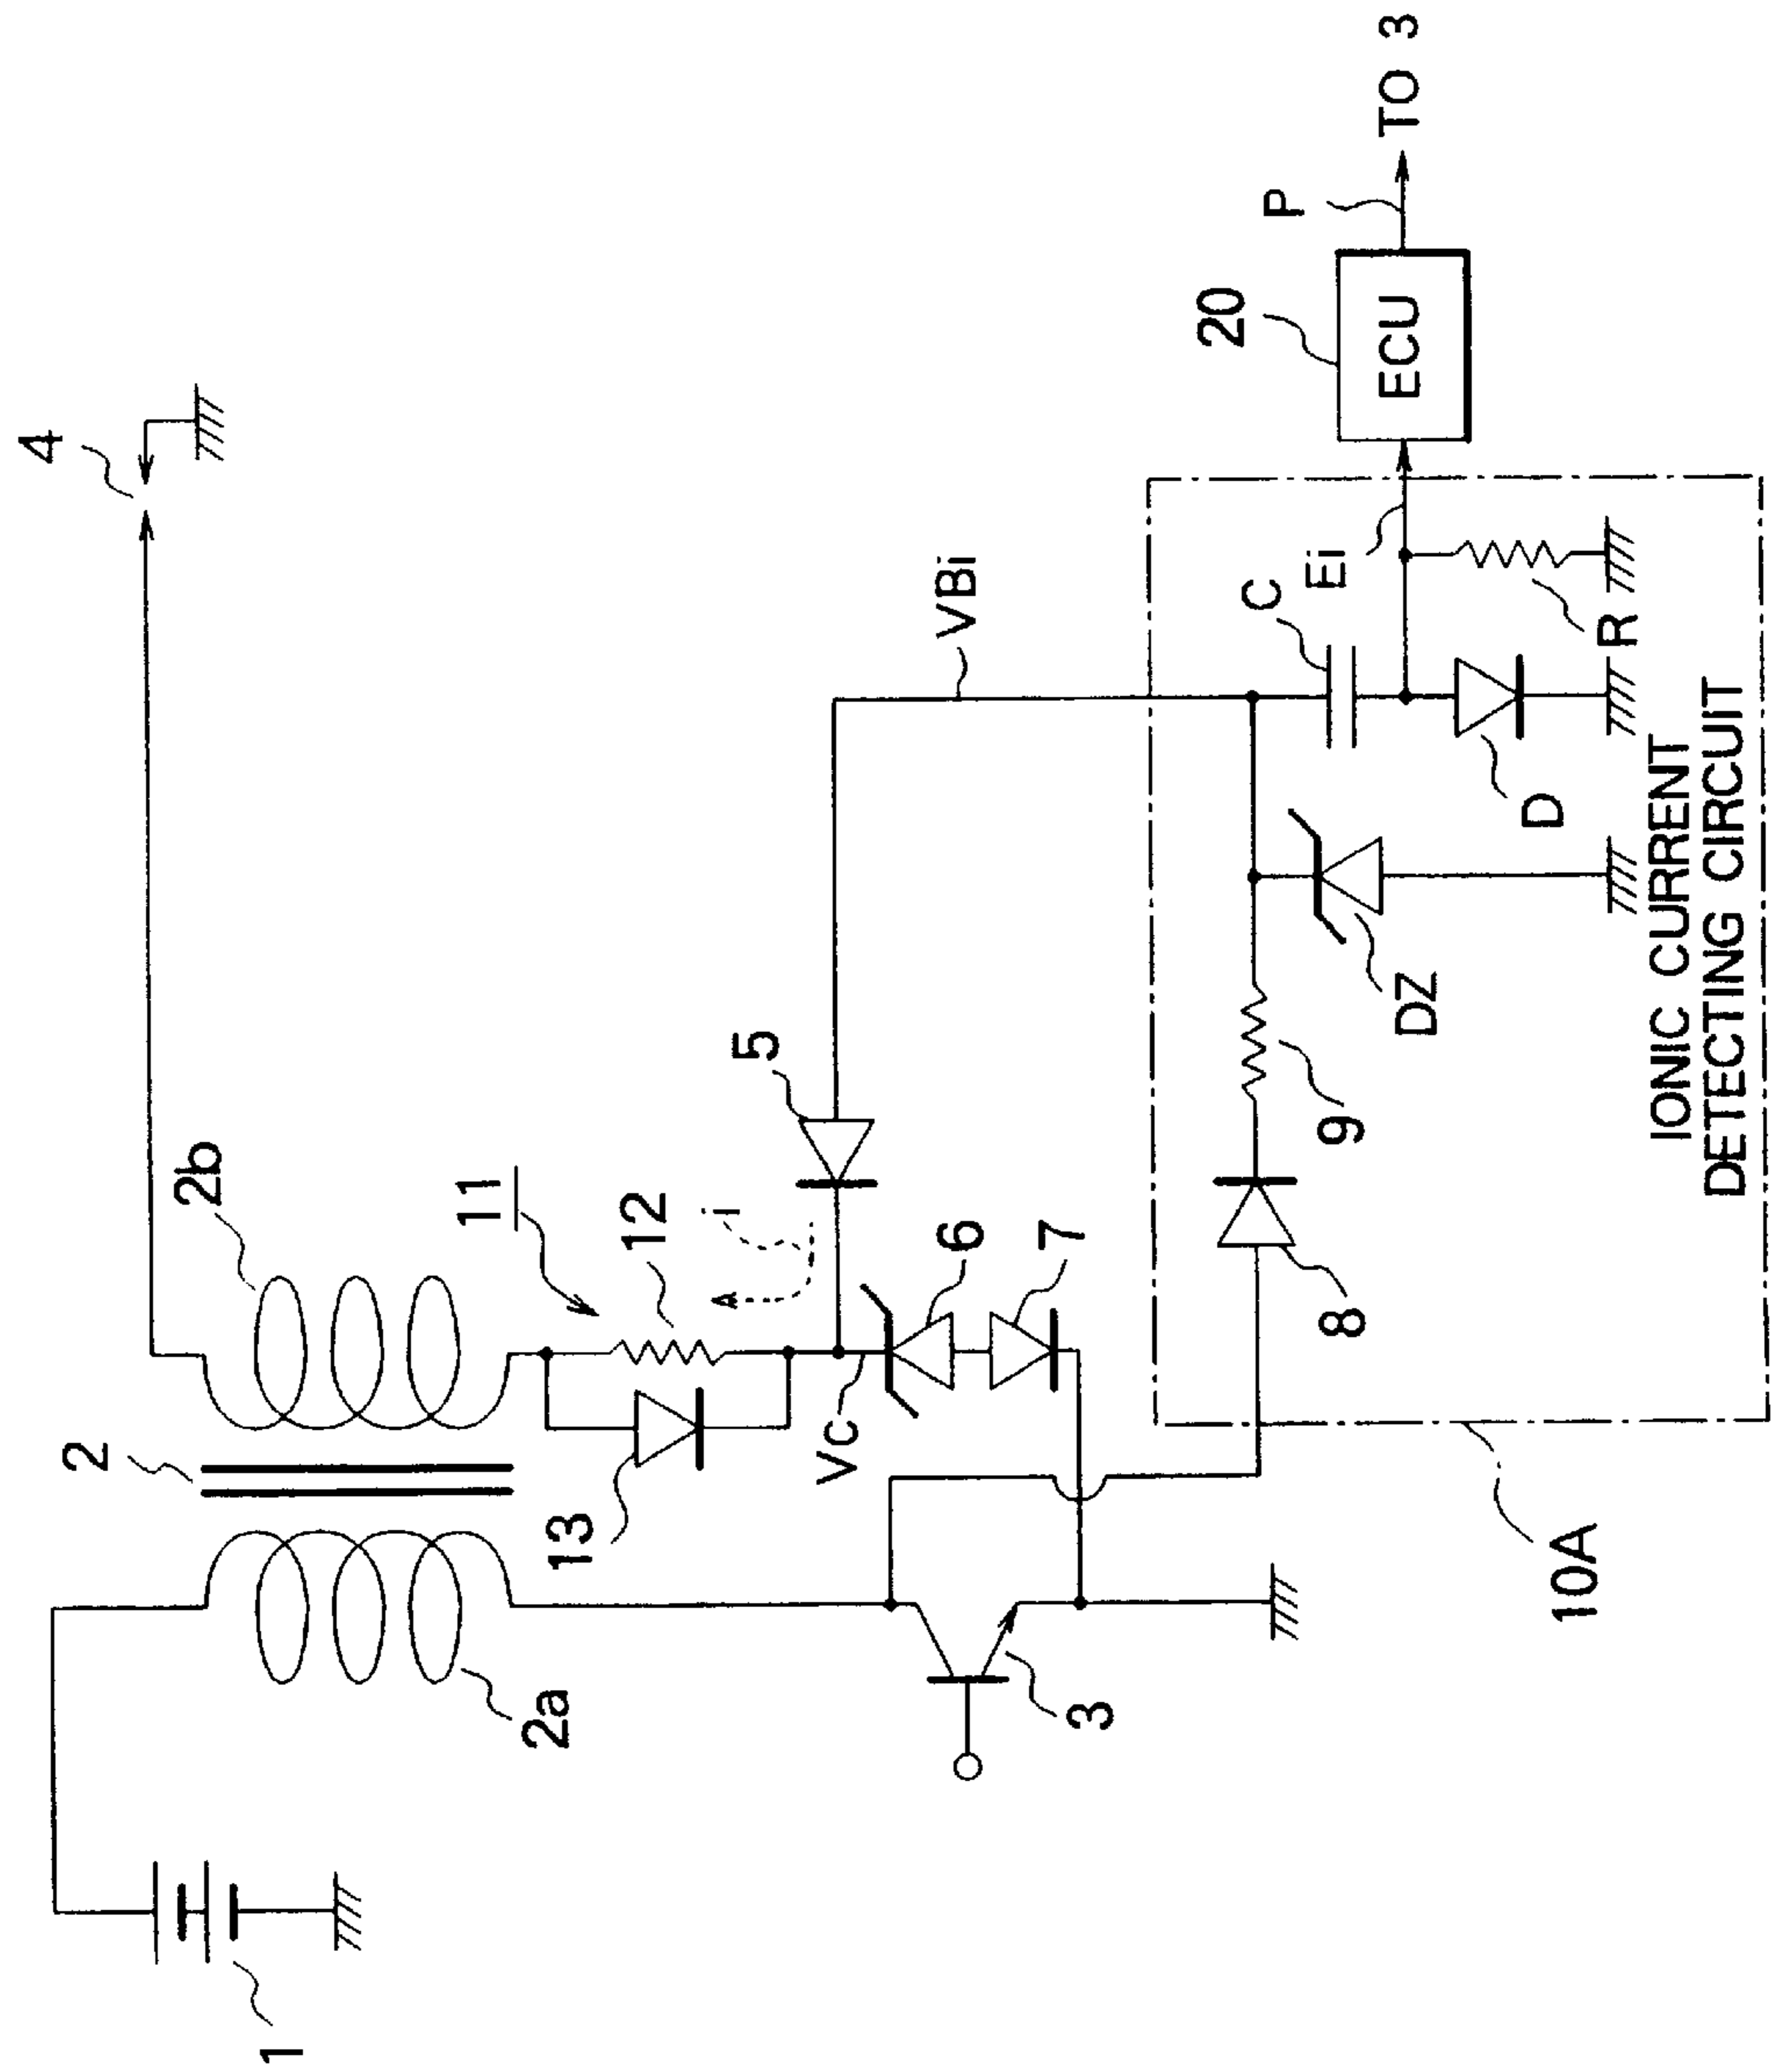 4
2
2b
11
12
13
i
5
VBi
Vc
6
7
1
2a
3
8
9
DZ
C
Ei
D
R
20
ECU
P
TO 3
10A
IONIC CURRENT
DETECTING CIRCUIT